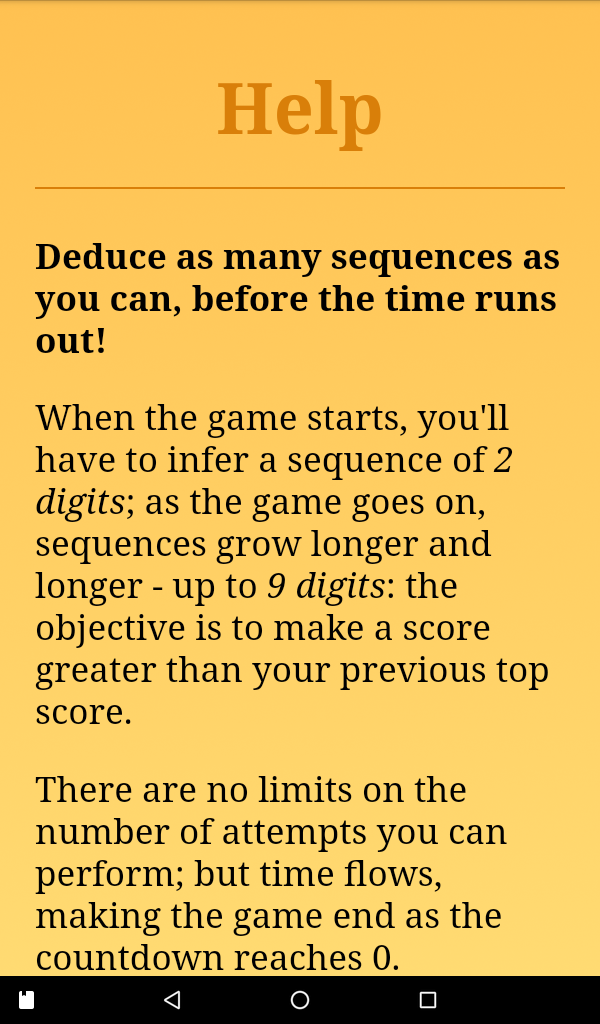 Help
Deduce as many sequences as
you can, before the time runs
out!
When the game starts, you'll
have to infer a sequence of 2
digits; as the game goes on,
sequences grow longer and
longer - up to 9 digits: the
objective is to make a score
greater than your previous top
score.
There are no limits on the
number of attempts you can
perform; but time flows,
making the game end as the
countdown reaches 0.